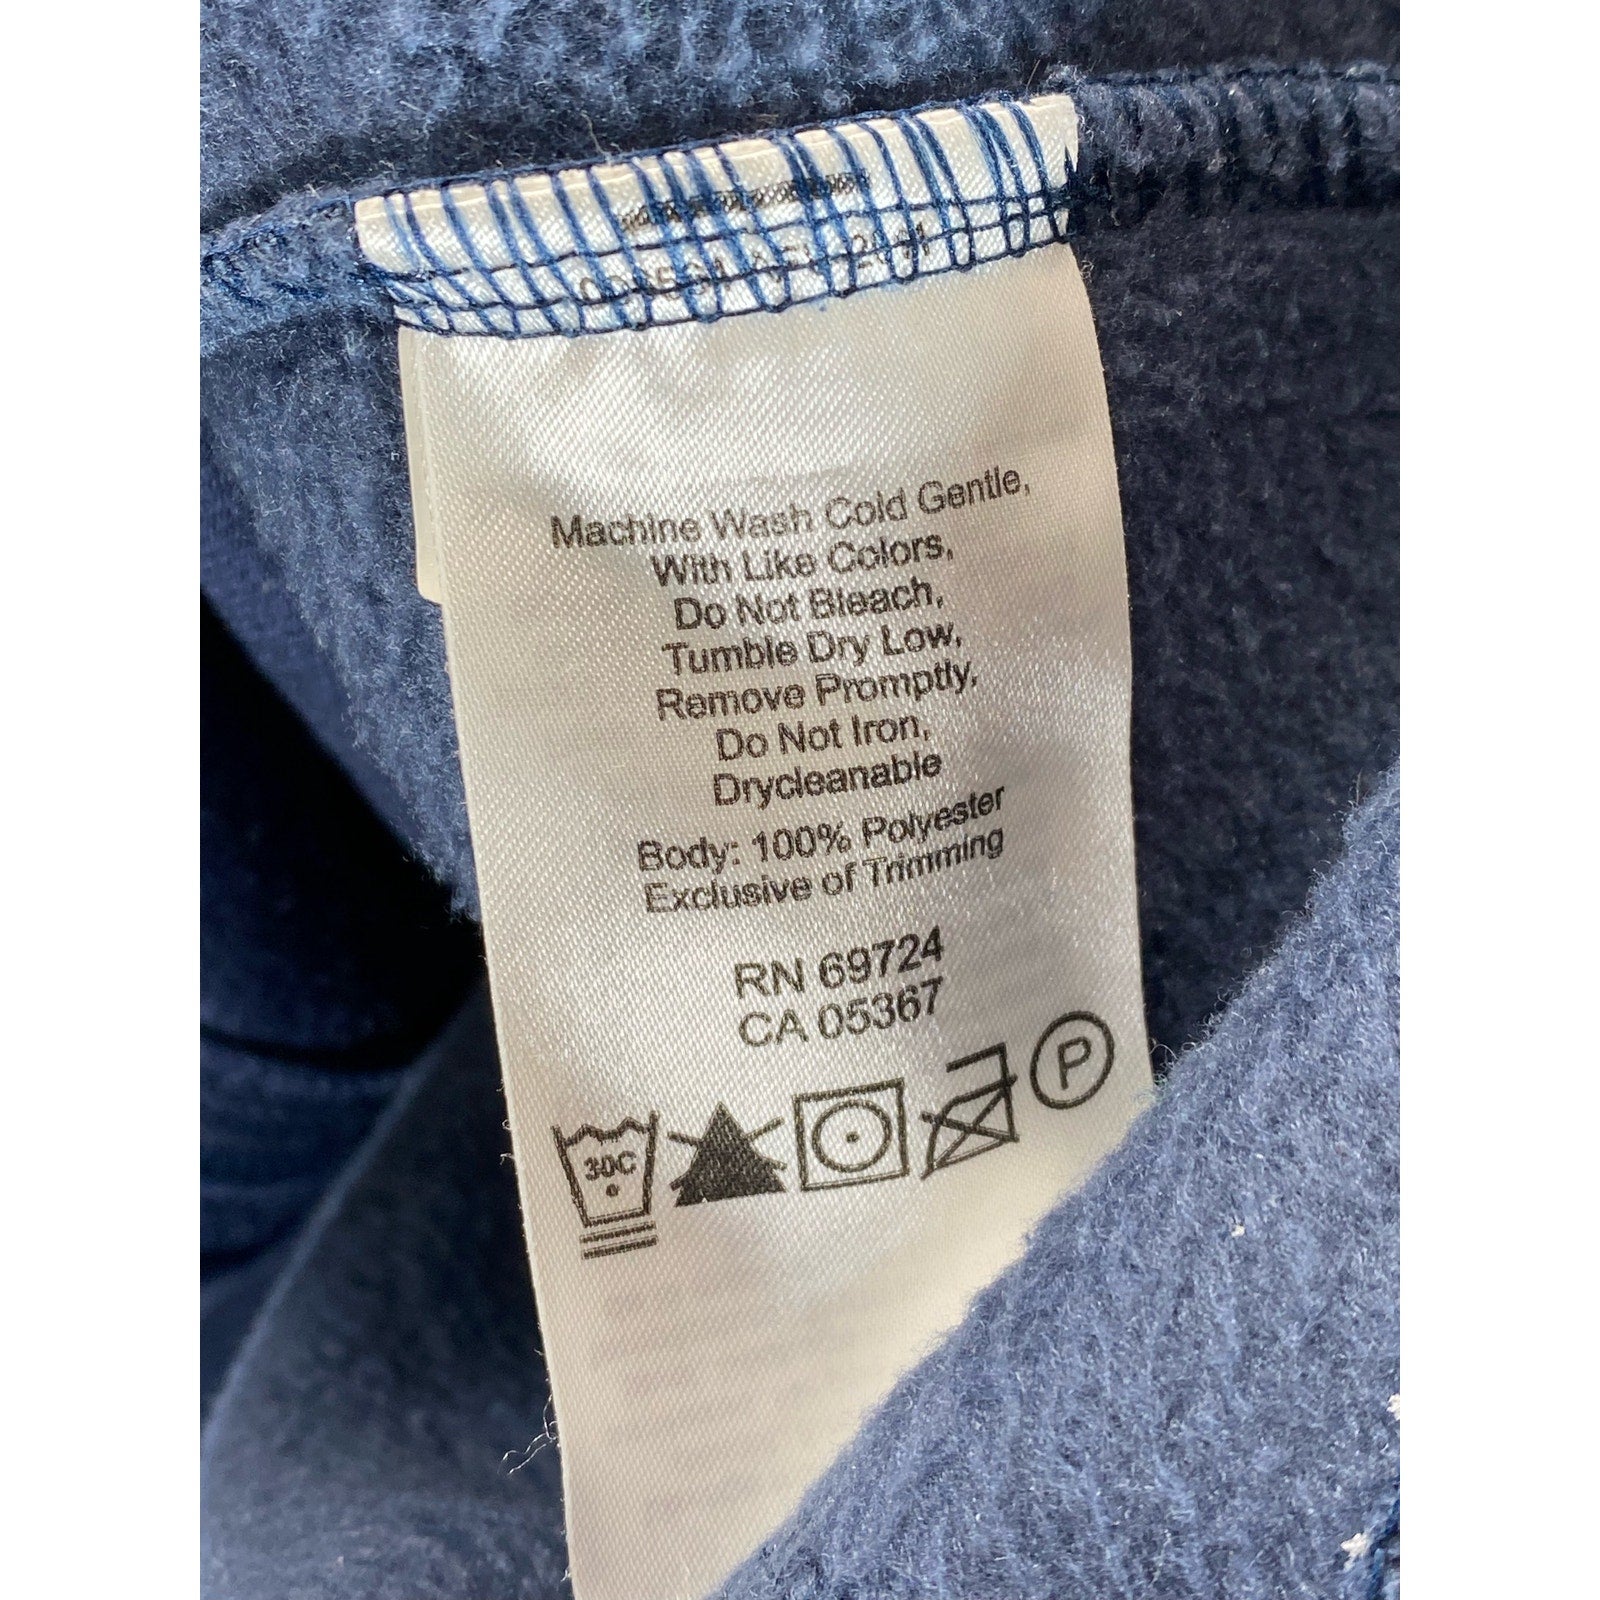 Machine Wash Cold Gentle,
With Like Colors,
Do Not Bleach,
Tumble Dry Low,
Remove Promptly,
Do Not Iron,
Drycleanable
Body: 100% Polyester
Exclusive of Trimming
RN 69724
CA 05367
30C
P